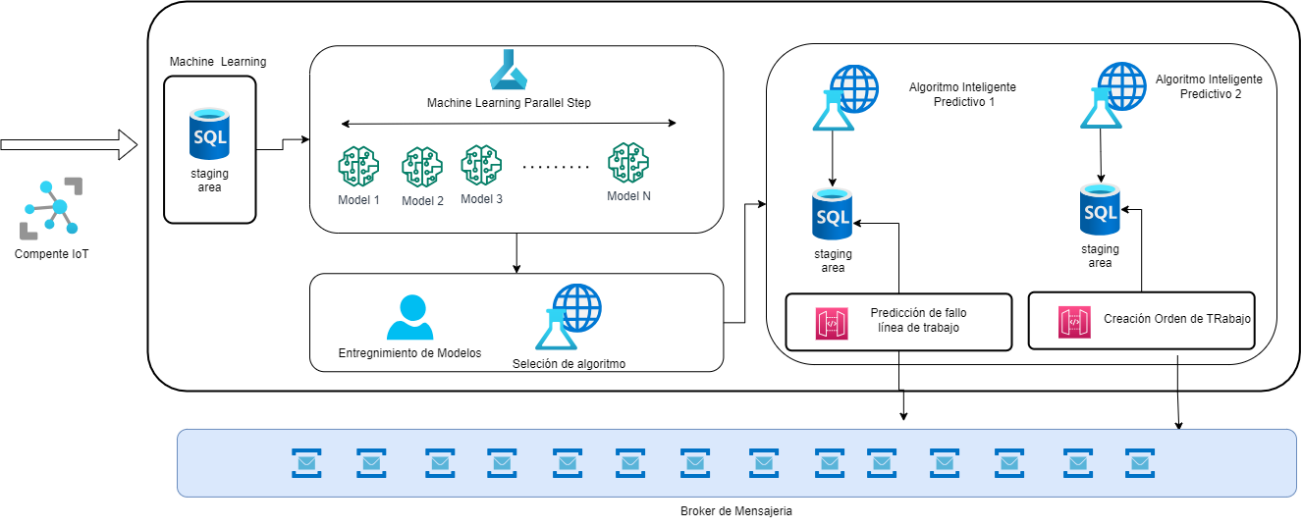 Machine Learning
SQL
staging
area
Compente IoT
Machine Learning Parallel Step
Model 1
Model 2
Model 3
Model N
Entregnimiento de Modelos
Seleción de algoritmo
Algoritmo Inteligente
Predictivo 1
SQL
staging
area
Predicción de fallo
línea de trabajo
Algoritmo Inteligente
Predictivo 2
SQL
staging
area
Creación Orden de TRabajo
Broker de Mensajeria